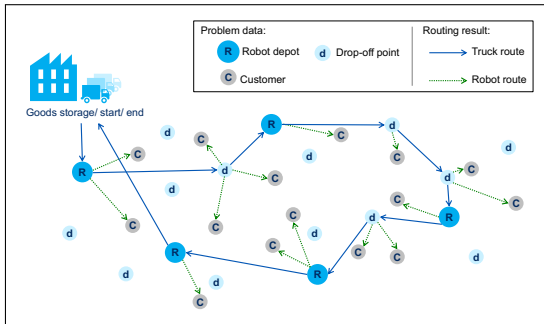 Problem data:
Routing result:
R Robot depot
d Drop-off point
Truck route
C Customer
Robot route
Goods storage/ start/ end
R
d
d
C
C
d
C
d
C
d
C
R
C
d
d
C
C
C
d
R
C
C
d
d
C
R
C
C
d
d
R
d
C